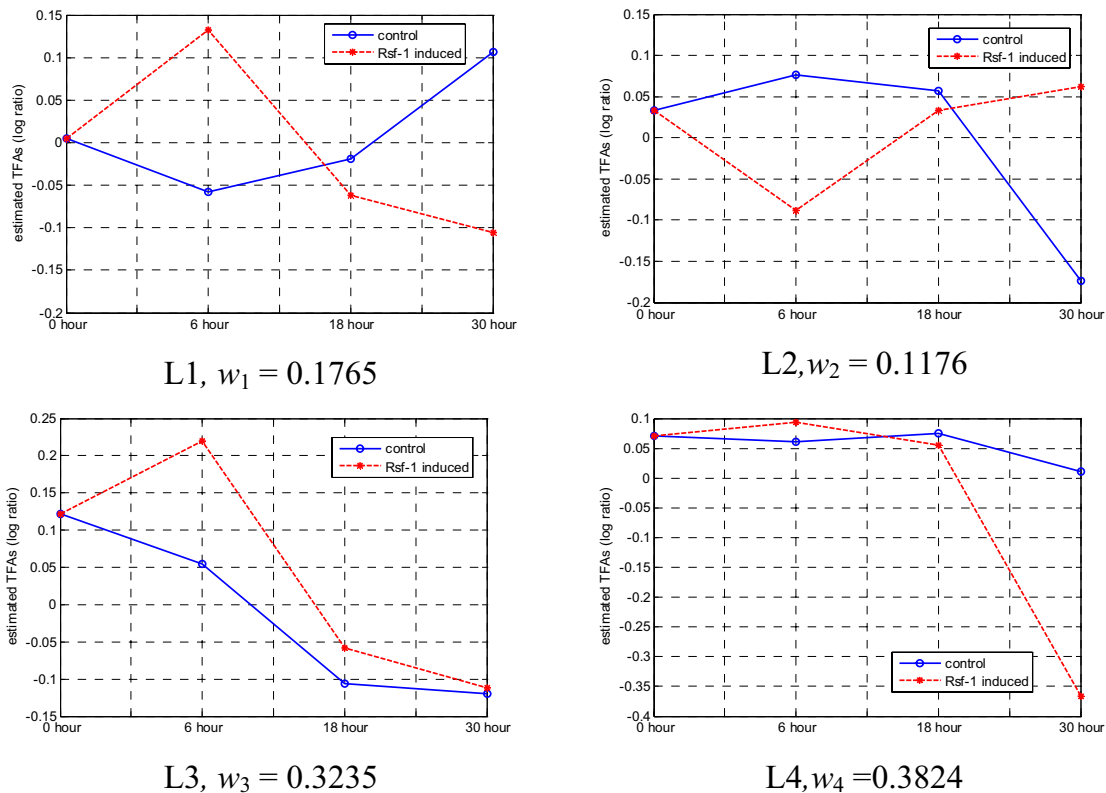 0.15
0.1
0.05
0
-0.05
-0.1
-0.15
-0.2
estimated TFAs (log ratio)
control
Rsf-1 induced
0 hour 6 hour 18 hour 30 hour
L1, w1 = 0.1765
0.15
0.1
0.05
0
-0.05
-0.1
-0.15
-0.2
estimated TFAs (log ratio)
control
Rsf-1 induced
0 hour 6 hour 18 hour 30 hour
L2,w2 = 0.1176
0.25
0.2
0.15
0.1
0.05
0
-0.05
-0.1
-0.15
estimated TFAs (log ratio)
control
Rsf-1 induced
0 hour 6 hour 18 hour 30 hour
L3, w3 = 0.3235
0.1
0.05
0
-0.05
-0.1
-0.15
-0.2
-0.25
-0.3
-0.35
-0.4
estimated TFAs (log ratio)
control
Rsf-1 induced
0 hour 6 hour 18 hour 30 hour
L4,w4 =0.3824